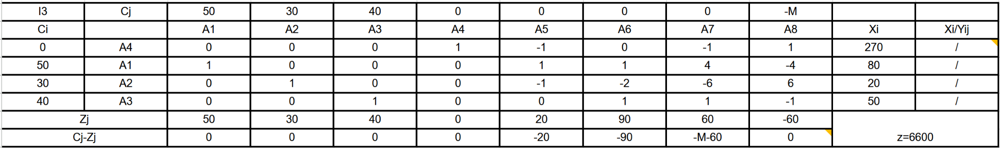 I3 Cj 50 30 40 0 0 0 0 -M
Ci A1 A2 A3 A4 A5 A6 A7 A8 Xi Xi/Yij
0 A4 0 0 0 1 -1 0 -1 1 270 /
50 A1 1 0 0 0 1 1 4 -4 80 /
30 A2 0 1 0 0 -1 -2 -6 6 20 /
40 A3 0 0 1 0 0 1 1 -1 50 /
Zj 50 30 40 0 20 90 60 -60
Cj-Zj 0 0 0 0 -20 -90 -M-60 0 z=6600